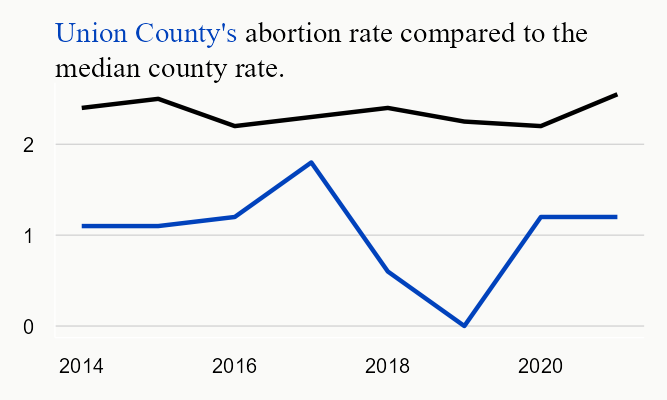 Union County's abortion rate compared to the
median county rate.
2
1
0
2014 2016 2018 2020